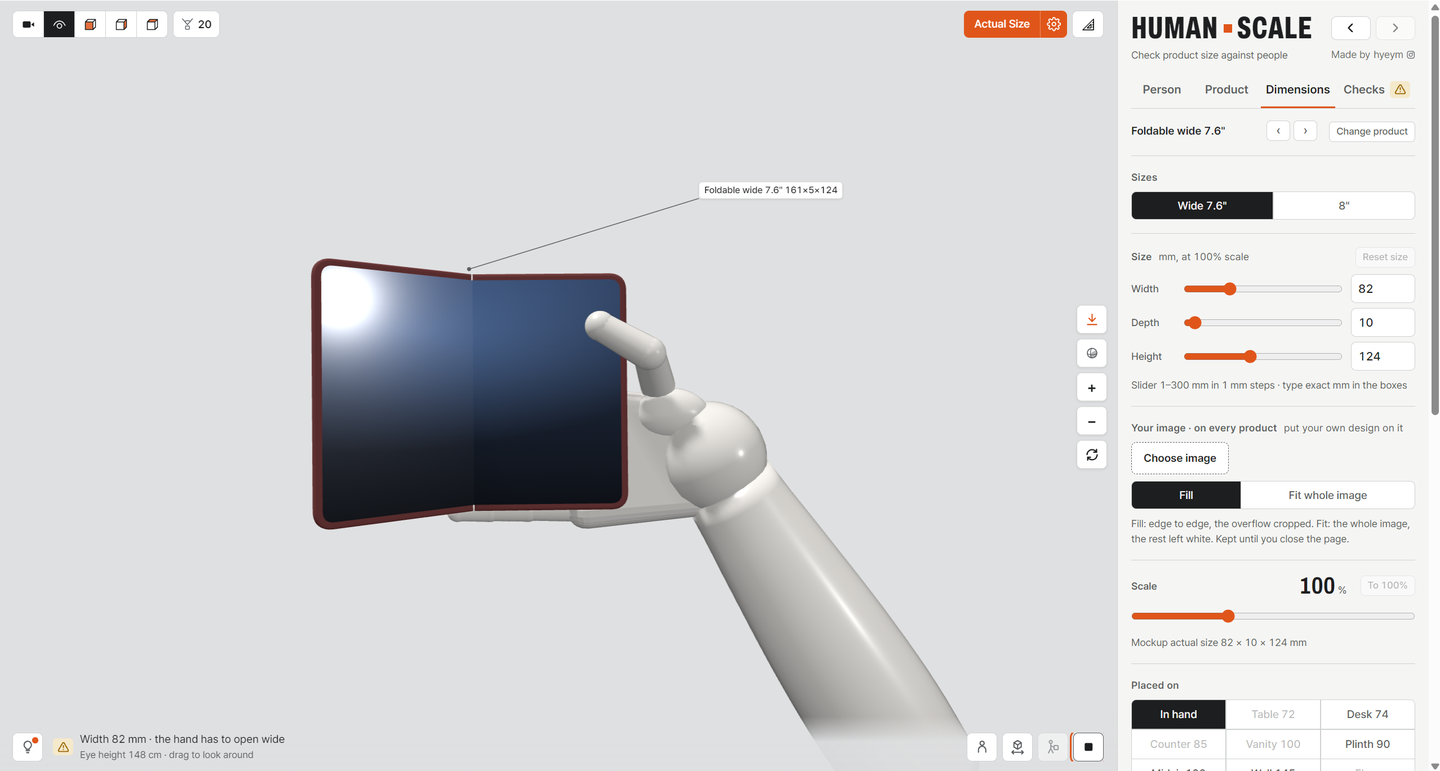 20
Actual Size
HUMAN SCALE
Check product size against people
Made by hyeym
Person
Product
Dimensions
Checks
Foldable wide 7.6"
‹
›
Change product
Sizes
Wide 7.6"
8"
Size mm, at 100% scale
Reset size
Width
82
Depth
10
Height
124
Slider 1–300 mm in 1 mm steps · type exact mm in the boxes
Your image · on every product put your own design on it
Choose image
Fill
Fit whole image
Fill: edge to edge, the overflow cropped. Fit: the whole image,
the rest left white. Kept until you close the page.
Scale
100 %
To 100%
Mockup actual size 82 × 10 × 124 mm
Placed on
In hand
Table 72
Desk 74
Counter 85
Vanity 100
Plinth 90
Foldable wide 7.6" 161×5×124
Width 82 mm · the hand has to open wide
Eye height 148 cm · drag to look around